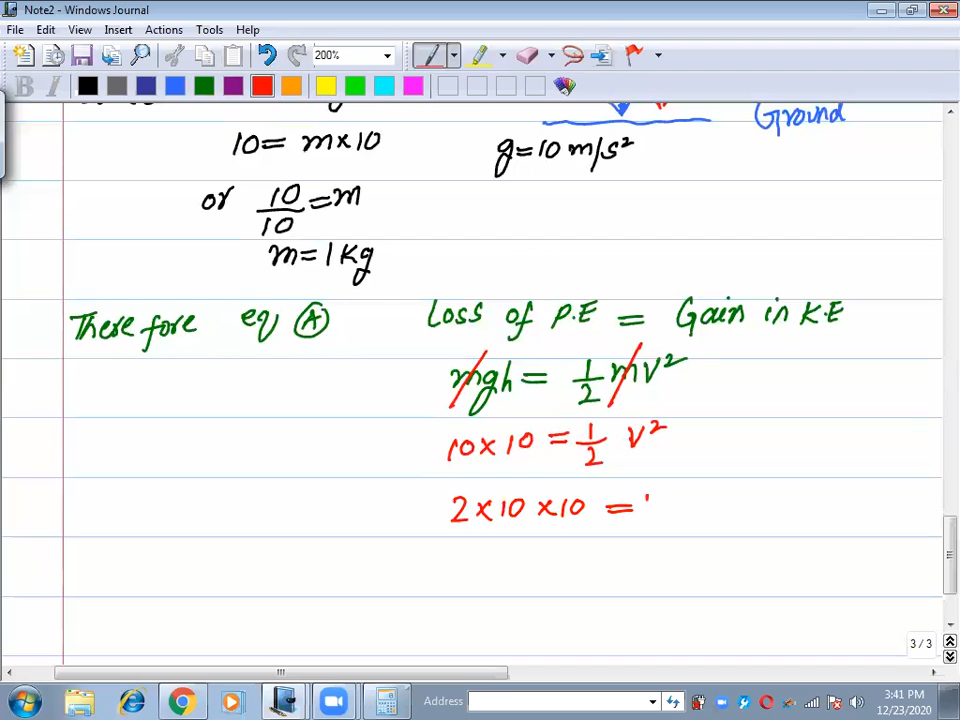 Note2 - Windows Journal
File Edit View Insert Actions Tools Help
200%
B I
Ground
10 = m×10
g=10 m/s²
or 10/10 = m
m = 1 Kg
Therefore eq (A) Loss of P.E = Gain in K.E
mgh = 1/2 mv²
10×10 = 1/2 v²
2×10×10 =
3 / 3
Address
3:41 PM
12/23/2020